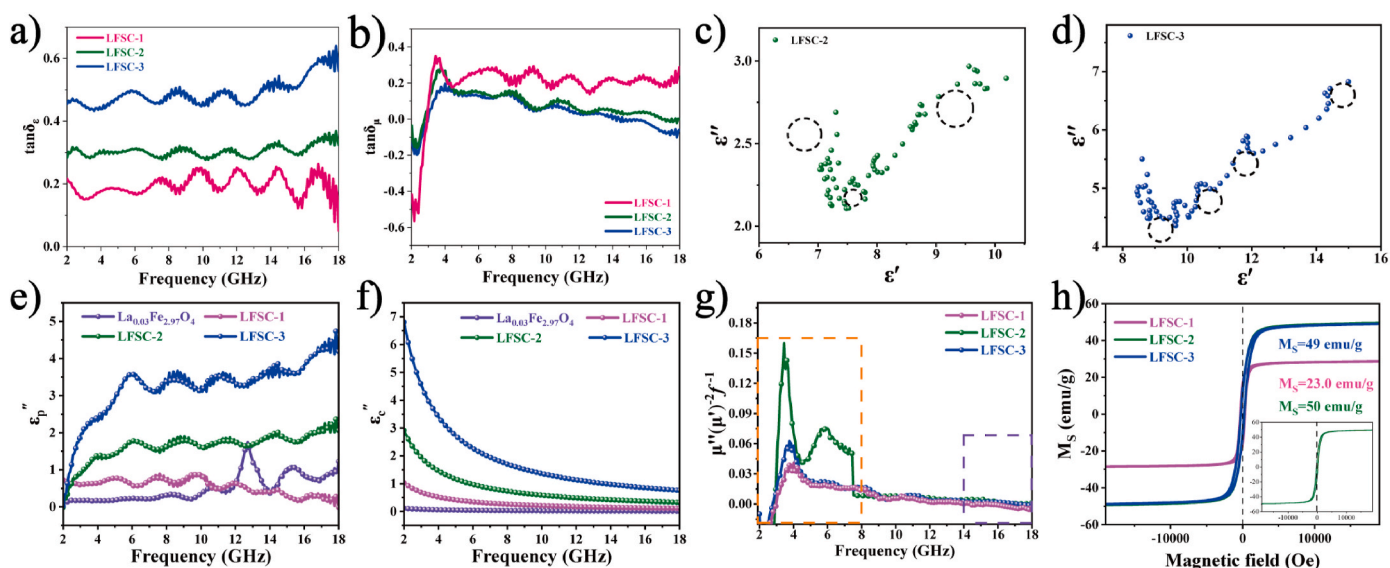 a)
LFSC-1
LFSC-2
LFSC-3
0.6
0.4
0.2
0.0
tanδε
2 4 6 8 10 12 14 16 18
Frequency (GHz)
b)
0.4
0.2
0.0
-0.2
-0.4
-0.6
tanδμ
LFSC-1
LFSC-2
LFSC-3
2 4 6 8 10 12 14 16 18
Frequency (GHz)
c)
LFSC-2
3.0
2.5
2.0
ε''
6 7 8 9 10
ε'
d)
LFSC-3
7
6
5
4
ε''
8 10 12 14 16
ε'
e)
La0.03Fe2.97O4 LFSC-1
LFSC-2 LFSC-3
5
4
3
2
1
0
εp''
2 4 6 8 10 12 14 16 18
Frequency (GHz)
f)
La0.03Fe2.97O4 LFSC-1
LFSC-2 LFSC-3
7
6
5
4
3
2
1
0
εc''
2 4 6 8 10 12 14 16 18
Frequency (GHz)
g)
LFSC-1
LFSC-2
LFSC-3
0.18
0.15
0.12
0.09
0.06
0.03
0.00
μ''(μ')⁻²f⁻¹
2 4 6 8 10 12 14 16 18
Frequency (GHz)
h)
LFSC-1
LFSC-2
LFSC-3
60
40
20
0
-20
-40
-60
MS (emu/g)
MS=49 emu/g
MS=23.0 emu/g
MS=50 emu/g
60
40
20
0
-20
-40
-60
-10000 0 10000
-10000 0 10000
Magnetic field (Oe)